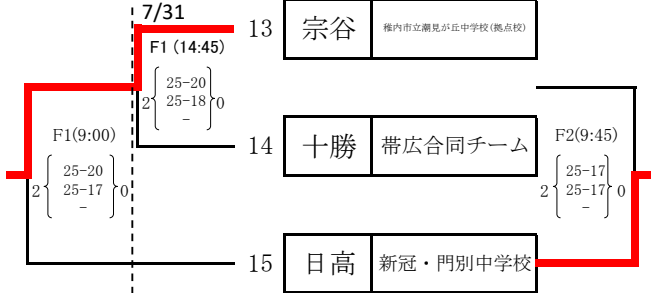 7/31
13 宗谷 稚内市立潮見が丘中学校(拠点校)
F1 (14:45)
25-20
2 25-18 0
-
14 十勝 帯広合同チーム
F1(9:00)
25-20
2 25-17 0
-
F2(9:45)
25-17
2 25-17 0
-
15 日高 新冠・門別中学校